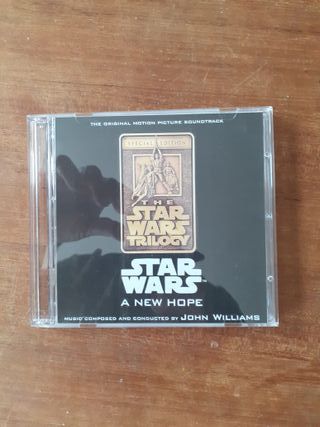 THE ORIGINAL MOTION PICTURE SOUNDTRACK
SPECIAL EDITION
THE
STAR
WARS
TRILOGY
STAR
WARS™
A NEW HOPE
MUSIC COMPOSED AND CONDUCTED BY JOHN WILLIAMS